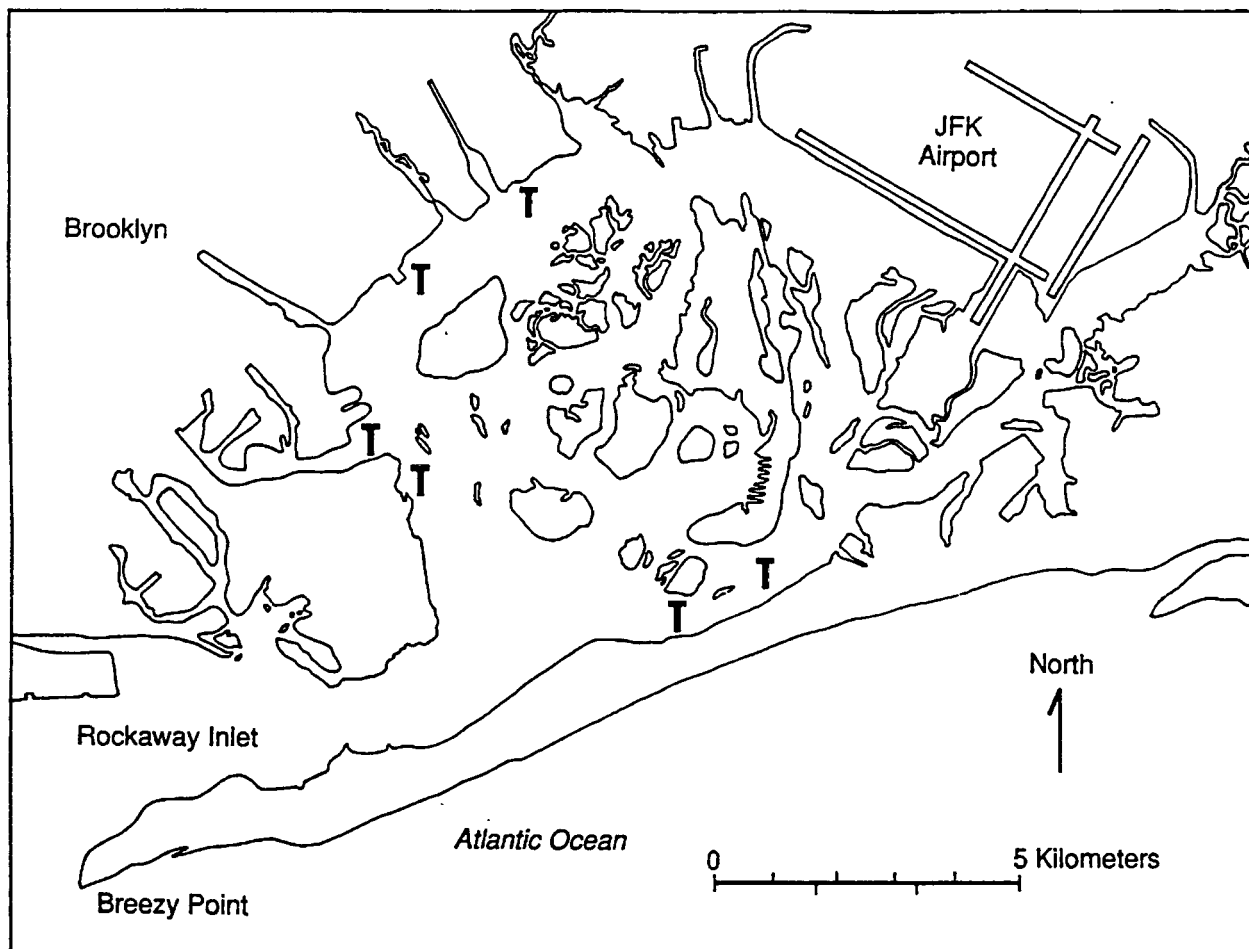 JFK
Airport
T
Brooklyn
T
T
T
T
T
North
Rockaway Inlet
Atlantic Ocean
0 5 Kilometers
Breezy Point